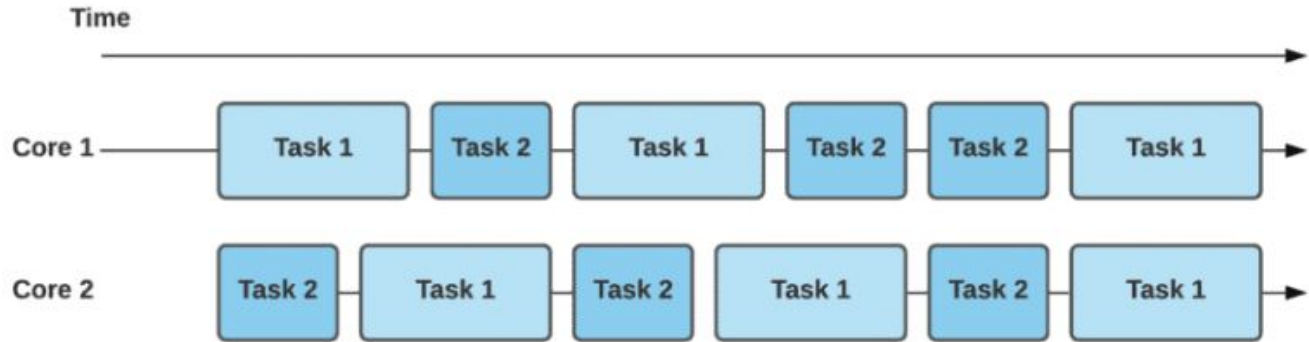 Time
Core 1 Task 1 Task 2 Task 1 Task 2 Task 2 Task 1
Core 2 Task 2 Task 1 Task 2 Task 1 Task 2 Task 1